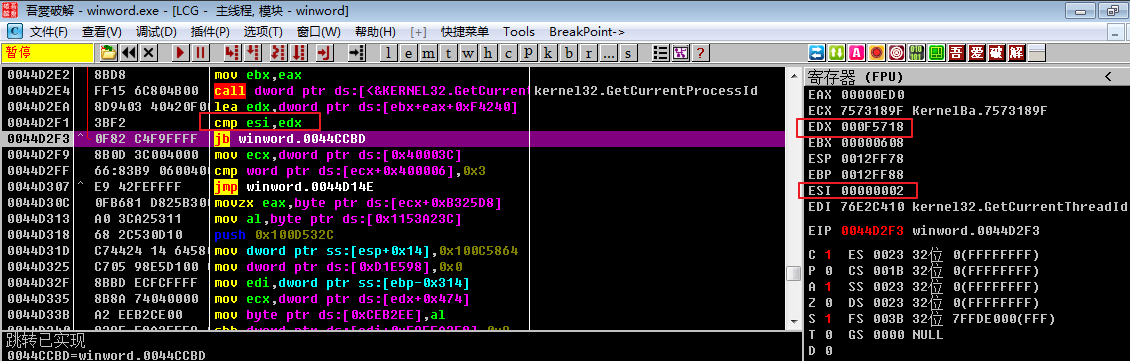 吾愛破解 - winword.exe - [LCG - 主线程, 模块 - winword]
C 文件(F) 查看(V) 调试(D) 插件(P) 选项(T) 窗口(W) 帮助(H) [+] 快捷菜单 Tools BreakPoint->
暂停 l e m t w h c P k b r ... s ? A 吾 爱 破 解
0044D2E2 8BD8 mov ebx,eax
0044D2E4 FF15 6C804B00 call dword ptr ds:[<&KERNEL32.GetCurrent kernel32.GetCurrentProcessId
0044D2EA 8D9403 40420F0 lea edx,dword ptr ds:[ebx+eax+0xF4240]
0044D2F1 3BF2 cmp esi,edx
0044D2F3 ^ 0F82 C4F9FFFF jb winword.0044CCBD
0044D2F9 8B0D 3C004000 mov ecx,dword ptr ds:[0x40003C]
0044D2FF 66:83B9 060040 cmp word ptr ds:[ecx+0x400006],0x3
0044D307 ^ E9 42FEFFFF jmp winword.0044D14E
0044D30C 0FB681 D825B30 movzx eax,byte ptr ds:[ecx+0xB325D8]
0044D313 A0 3CA25311 mov al,byte ptr ds:[0x1153A23C]
0044D318 68 2C530D10 push 0x100D532C
0044D31D C74424 14 6458 mov dword ptr ss:[esp+0x14],0x100C5864
0044D325 C705 98E5D100 mov dword ptr ds:[0xD1E598],0x0
0044D32F 8BBD ECFCFFFF mov edi,dword ptr ss:[ebp-0x314]
0044D335 8B8A 74040000 mov ecx,dword ptr ds:[edx+0x474]
0044D33B A2 EEB2CE00 mov byte ptr ds:[0xCEB2EE],al
跳转已实现
0044CCBD=winword.0044CCBD
寄存器 (FPU) <
EAX 00000ED0
ECX 7573189F KernelBa.7573189F
EDX 000F5718
EBX 00000608
ESP 0012FF78
EBP 0012FF88
ESI 00000002
EDI 76E2C410 kernel32.GetCurrentThreadId
EIP 0044D2F3 winword.0044D2F3
C 1 ES 0023 32位 0(FFFFFFFF)
P 0 CS 001B 32位 0(FFFFFFFF)
A 1 SS 0023 32位 0(FFFFFFFF)
Z 0 DS 0023 32位 0(FFFFFFFF)
S 1 FS 003B 32位 7FFDE000(FFF)
T 0 GS 0000 NULL
D 0